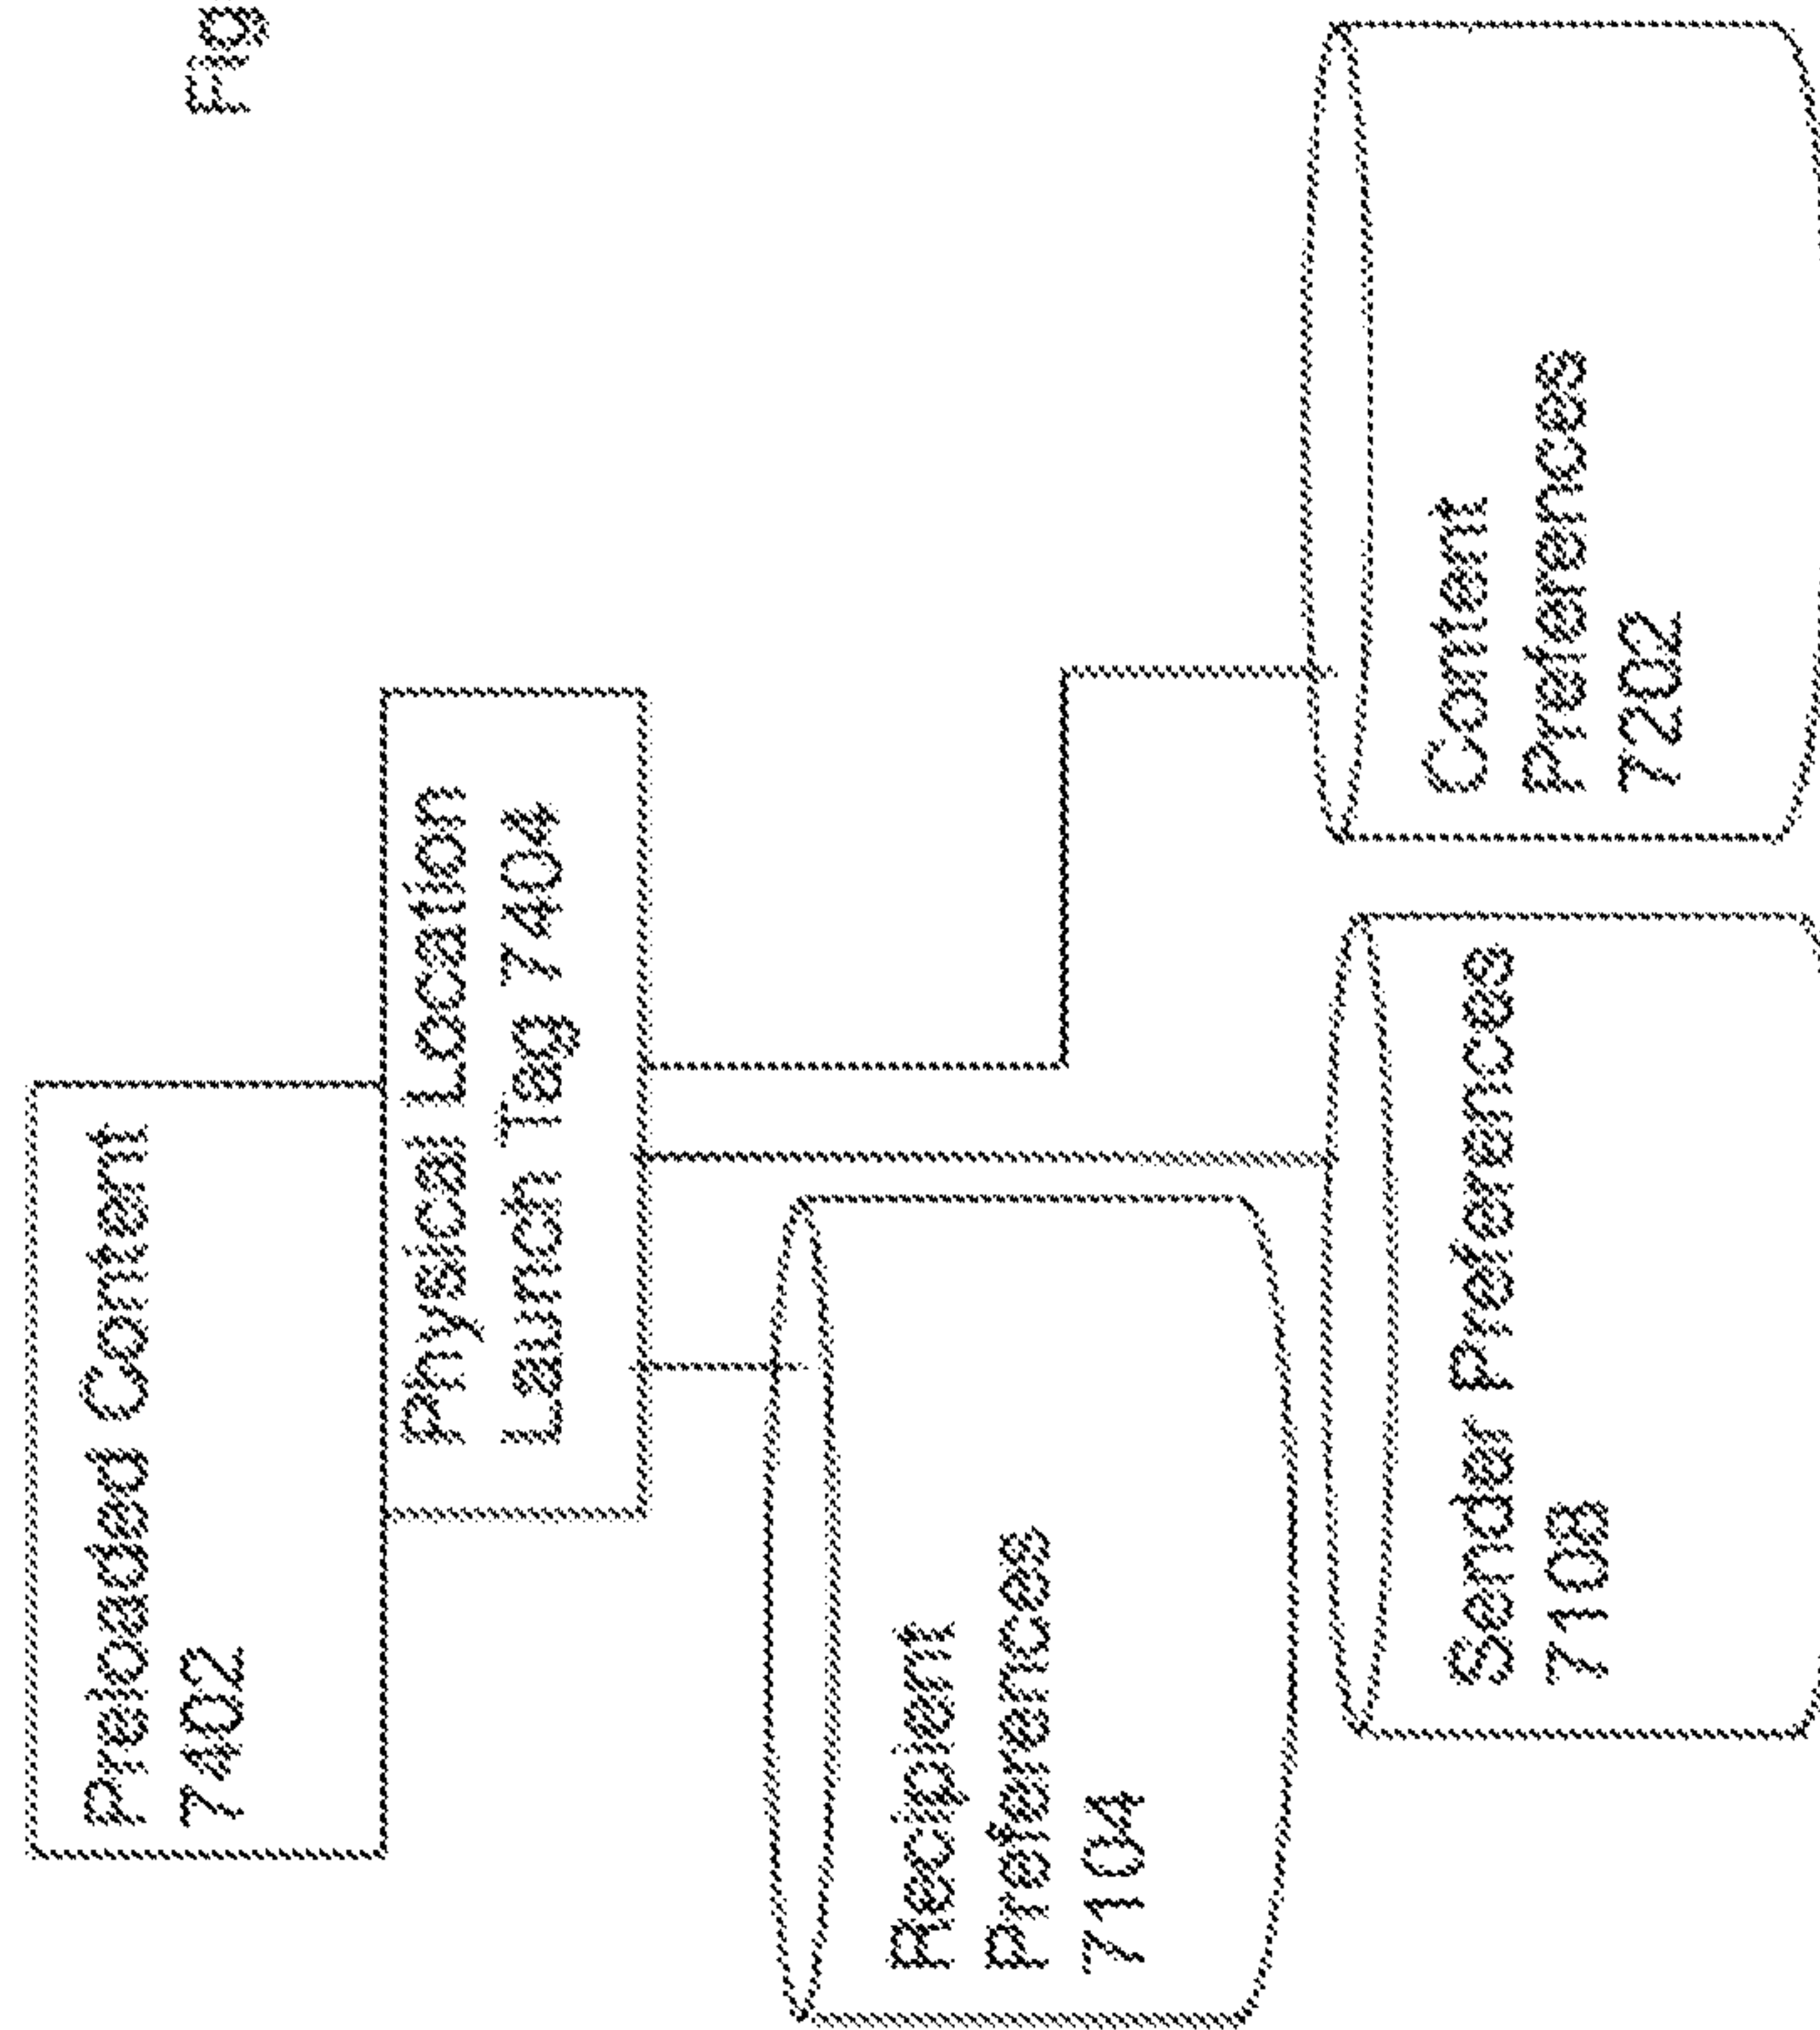 Fig
Preloaded Content
7402
Physical Location
Launch Tag 7404
Recipient
Preferences
7104
Sender Preferences
7108
Content
Preferences
7202